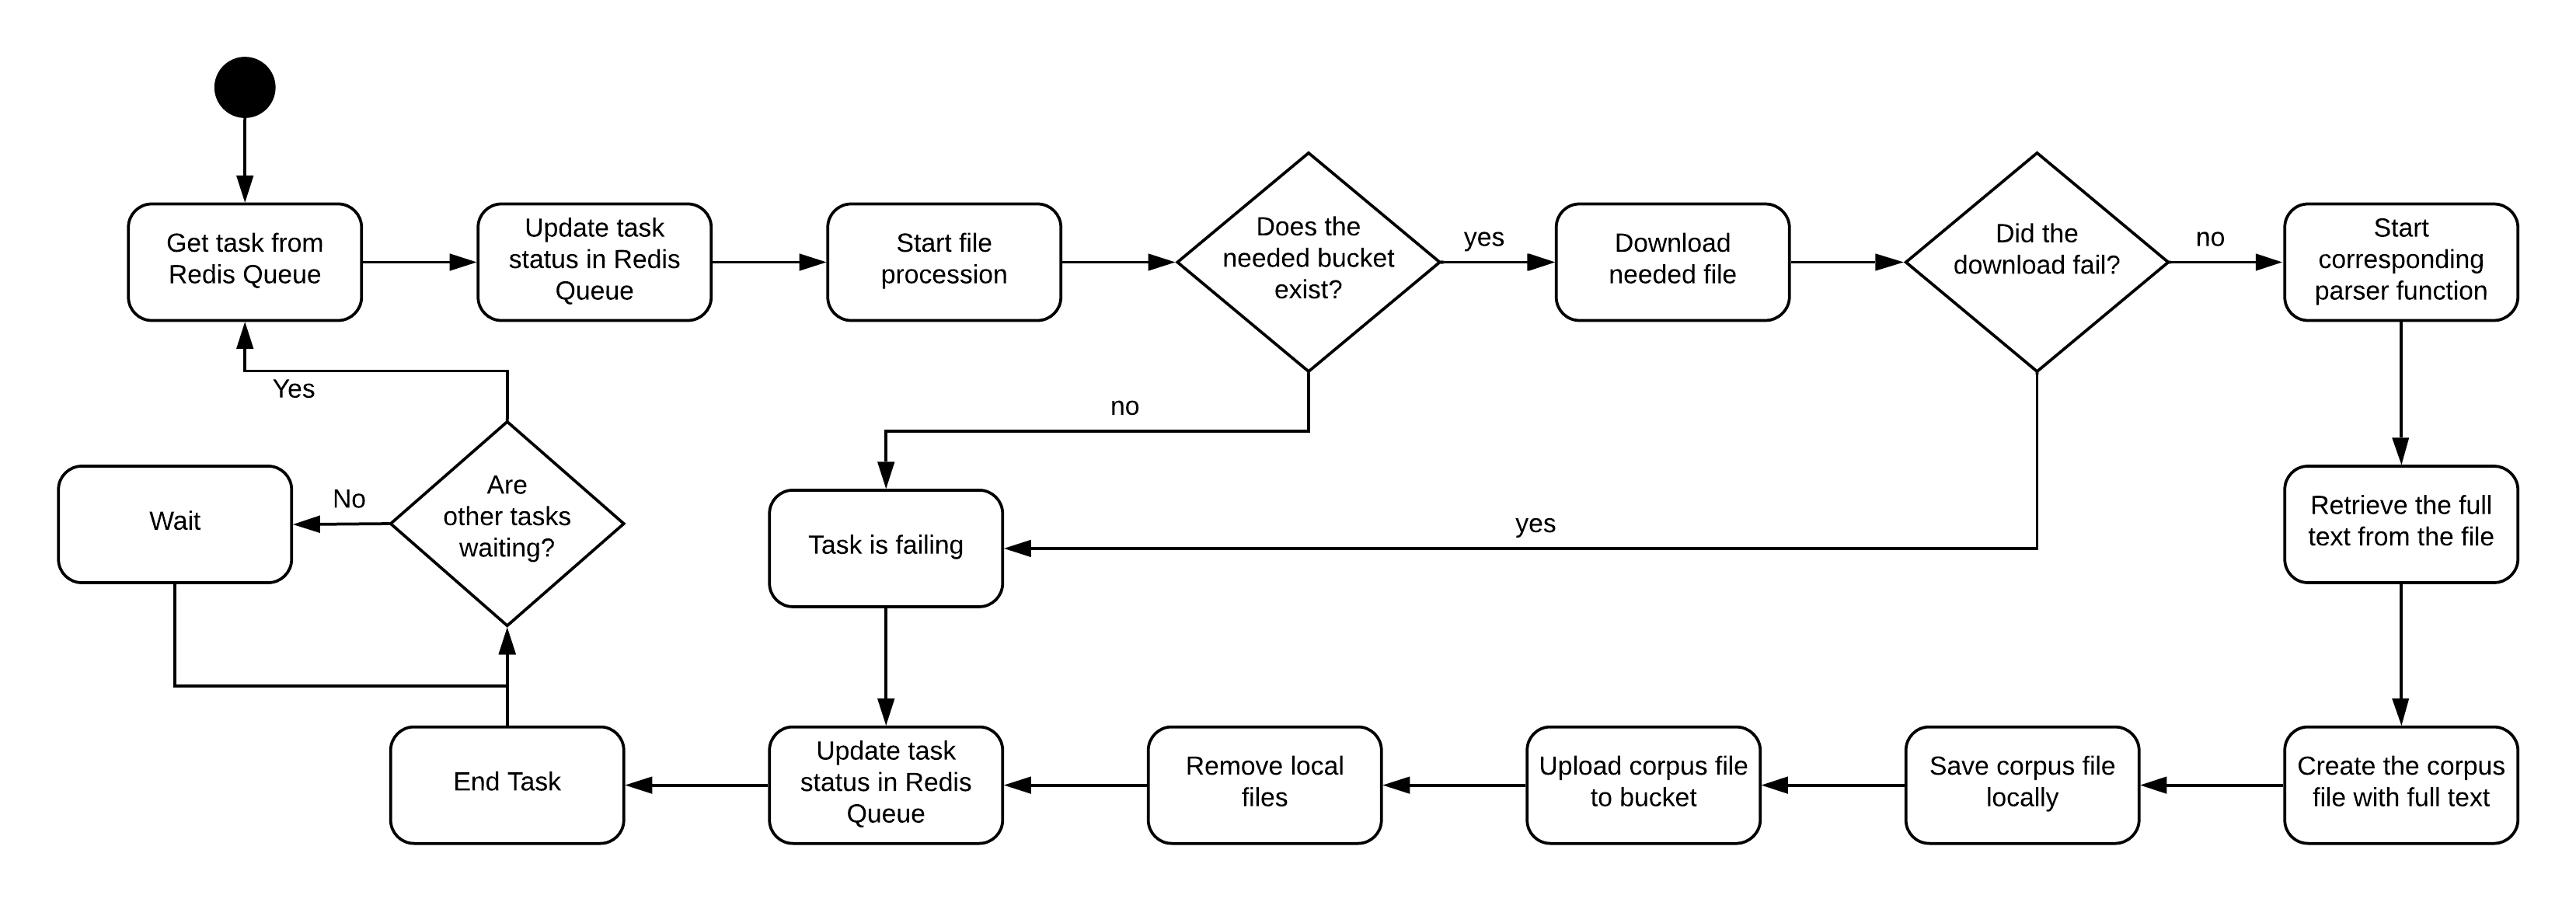 Get task from
Redis Queue
Update task
status in Redis
Queue
Start file
procession
Does the
needed bucket
exist?
yes
Download
needed file
Did the
download fail?
no
Start
corresponding
parser function
Yes
no
Wait
No
Are
other tasks
waiting?
Task is failing
yes
Retrieve the full
text from the file
End Task
Update task
status in Redis
Queue
Remove local
files
Upload corpus file
to bucket
Save corpus file
locally
Create the corpus
file with full text